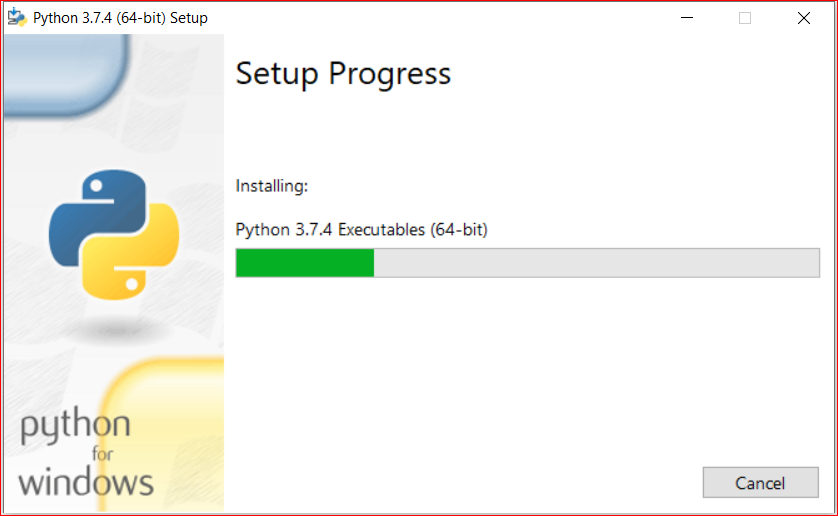 Python 3.7.4 (64-bit) Setup
Setup Progress
Installing:
Python 3.7.4 Executables (64-bit)
python
for
windows
Cancel